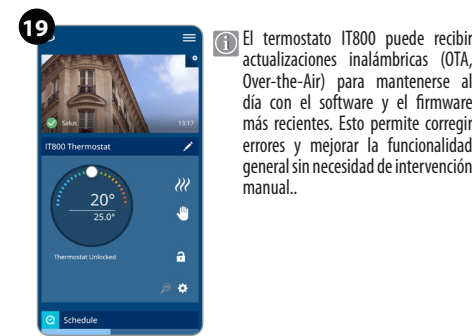 19
Salus
13:17
IT800 Thermostat
20°
25.0°
Thermostat Unlocked
Schedule
El termostato IT800 puede recibir
actualizaciones inalámbricas (OTA,
Over-the-Air) para mantenerse al
día con el software y el firmware
más recientes. Esto permite corregir
errores y mejorar la funcionalidad
general sin necesidad de intervención
manual..